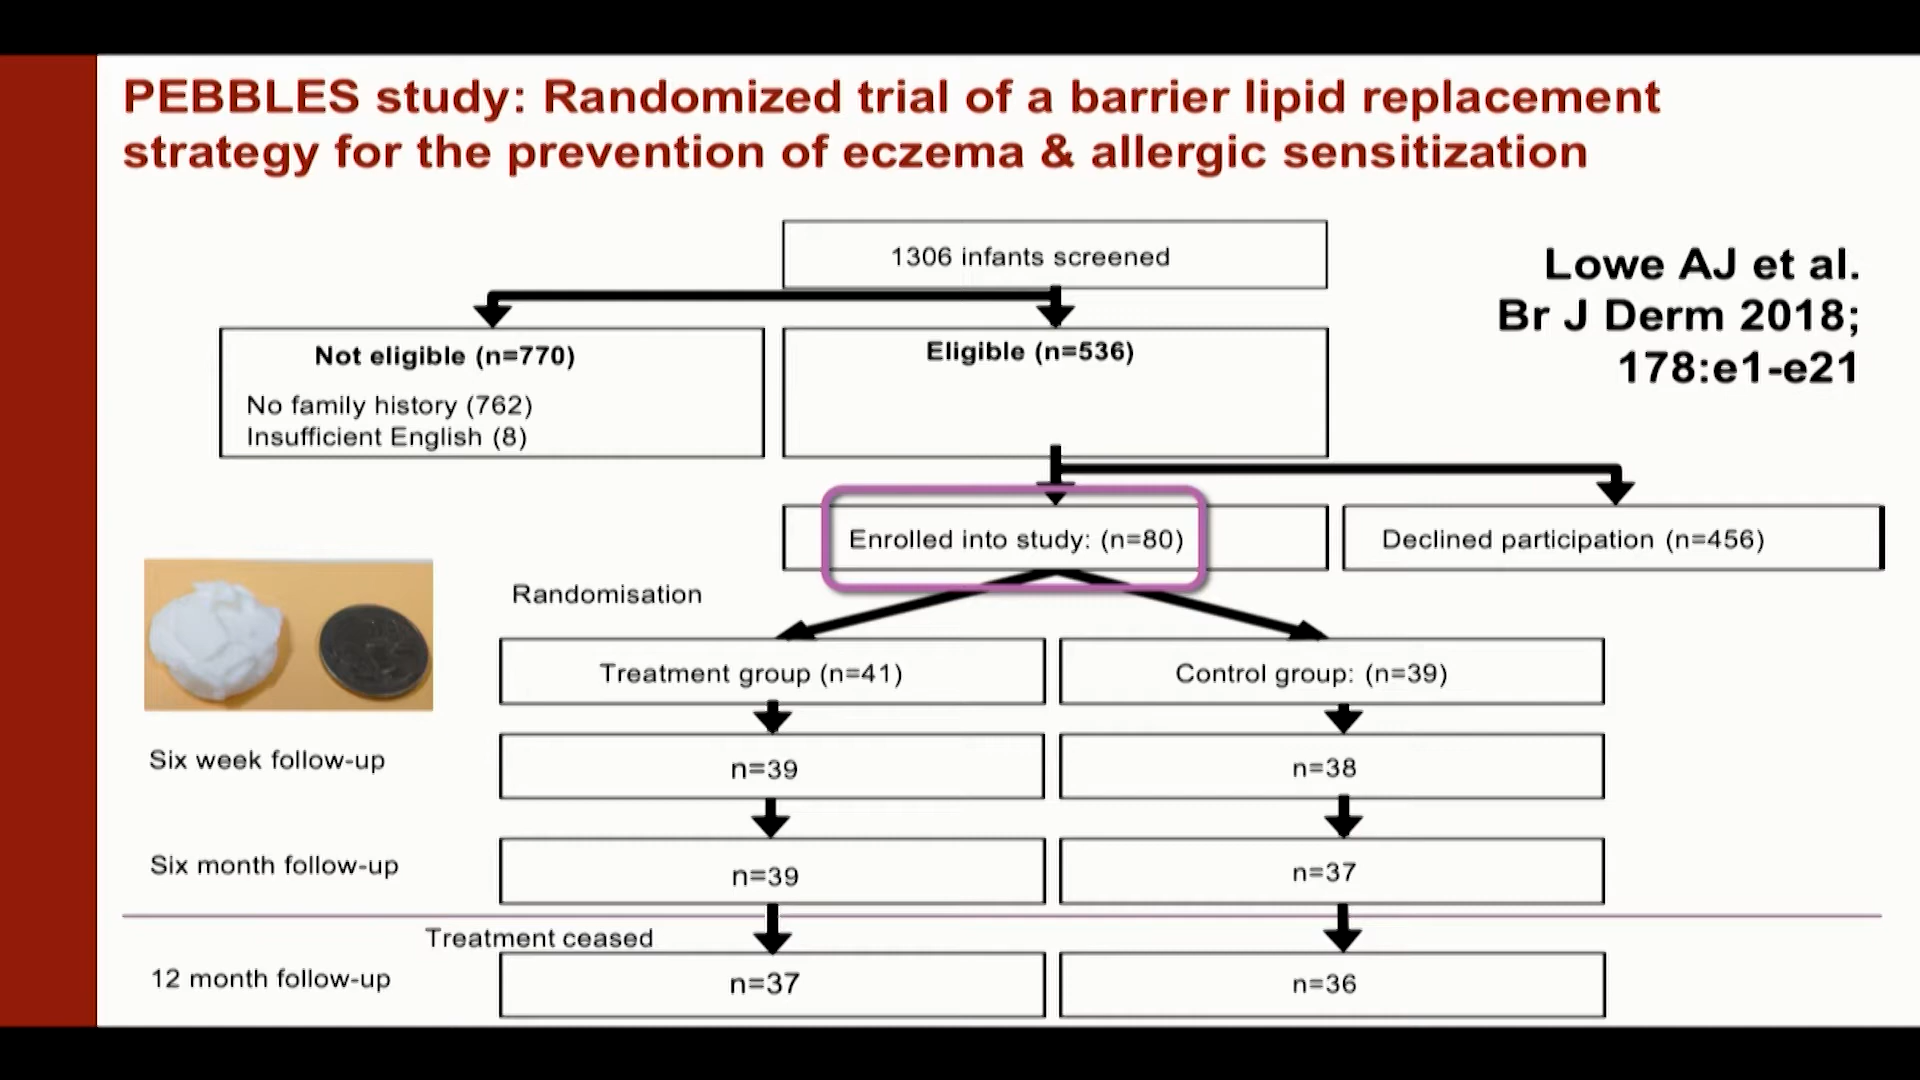 PEBBLES study: Randomized trial of a barrier lipid replacement
strategy for the prevention of eczema & allergic sensitization
1306 infants screened
Lowe AJ et al.
Br J Derm 2018;
178:e1-e21
Not eligible (n=770)
No family history (762)
Insufficient English (8)
Eligible (n=536)
Enrolled into study: (n=80)
Declined participation (n=456)
Randomisation
Treatment group (n=41)
Control group: (n=39)
Six week follow-up
n=39
n=38
Six month follow-up
n=39
n=37
Treatment ceased
12 month follow-up
n=37
n=36